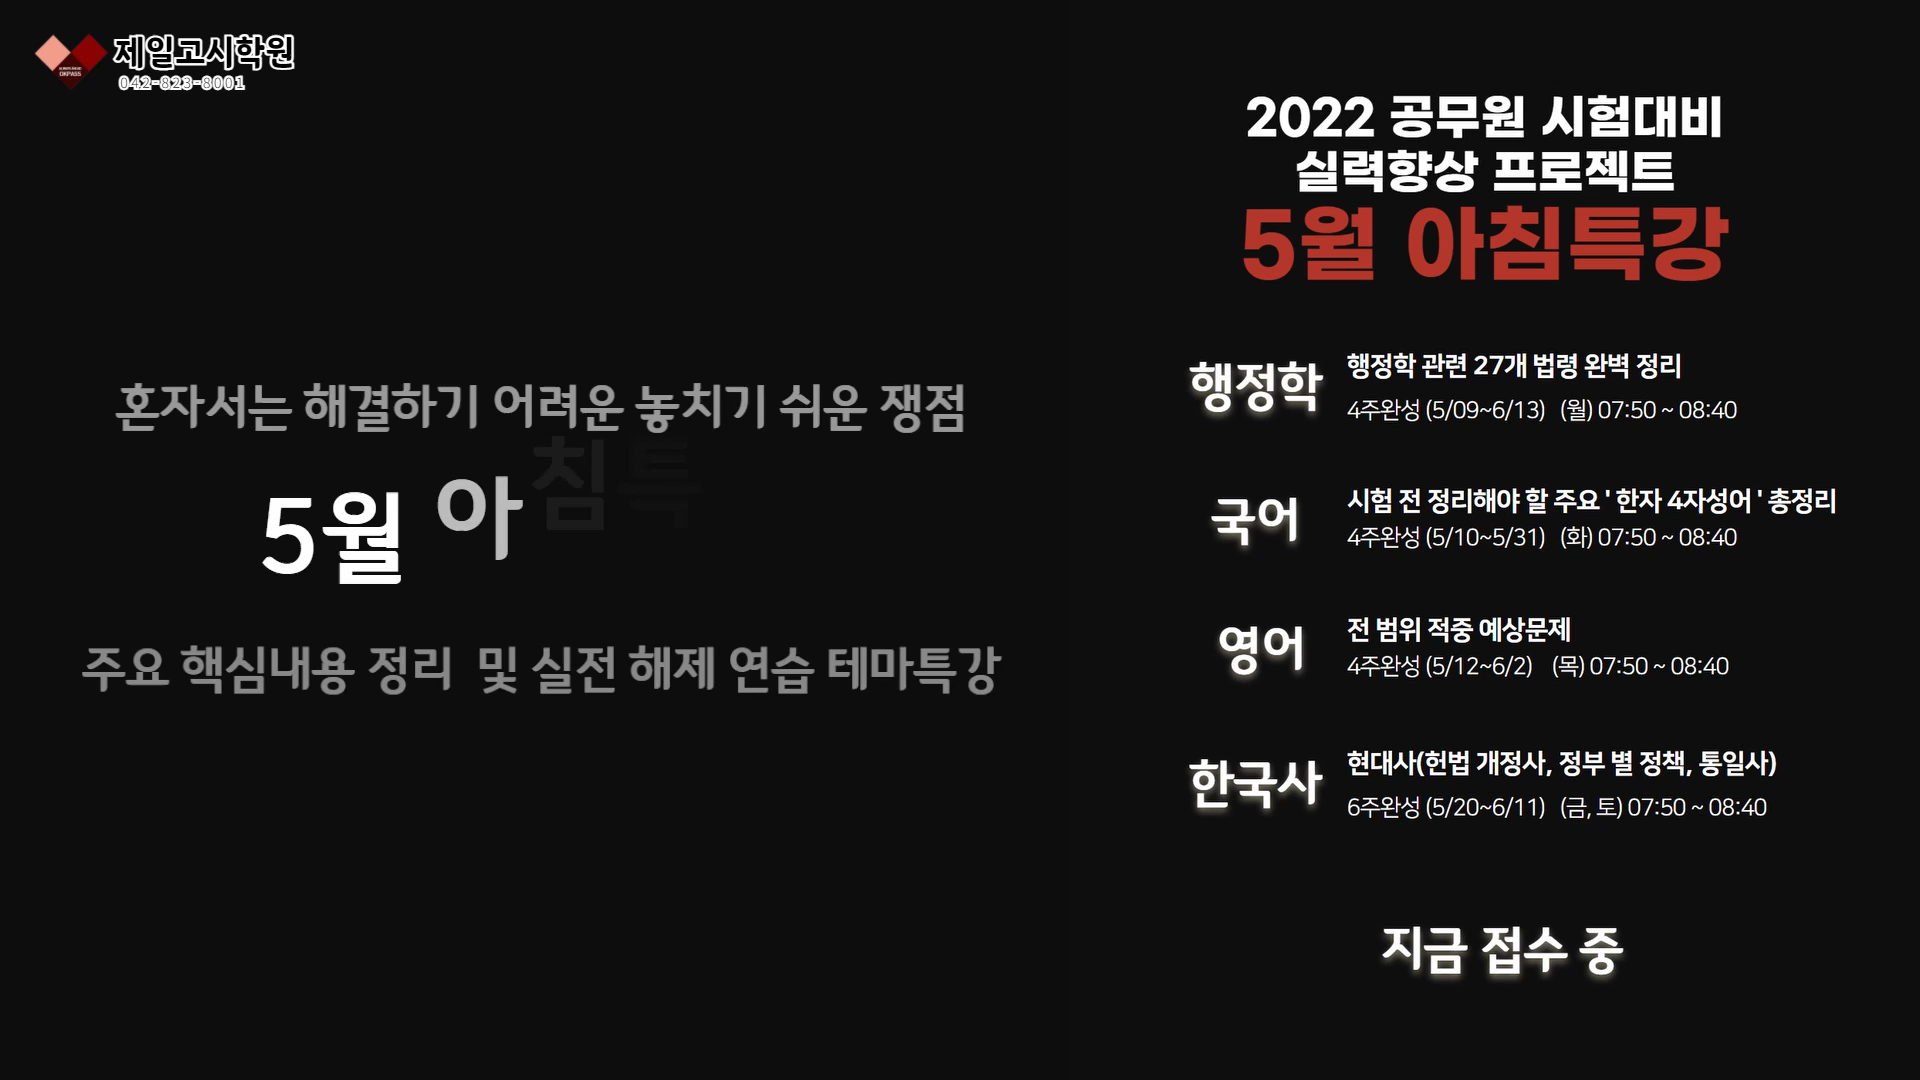 제일고시학원
042-823-8001
혼자서는 해결하기 어려운 놓치기 쉬운 쟁점
5월 아침특
주요 핵심내용 정리 및 실전 해제 연습 테마특강
2022 공무원 시험대비
실력향상 프로젝트
5월 아침특강
행정학
행정학 관련 27개 법령 완벽 정리
4주완성 (5/09~6/13) (월) 07:50 ~ 08:40
국어
시험 전 정리해야 할 주요 ' 한자 4자성어 ' 총정리
4주완성 (5/10~5/31) (화) 07:50 ~ 08:40
영어
전 범위 적중 예상문제
4주완성 (5/12~6/2) (목) 07:50 ~ 08:40
한국사
현대사(헌법 개정사, 정부 별 정책, 통일사)
6주완성 (5/20~6/11) (금, 토) 07:50 ~ 08:40
지금 접수 중